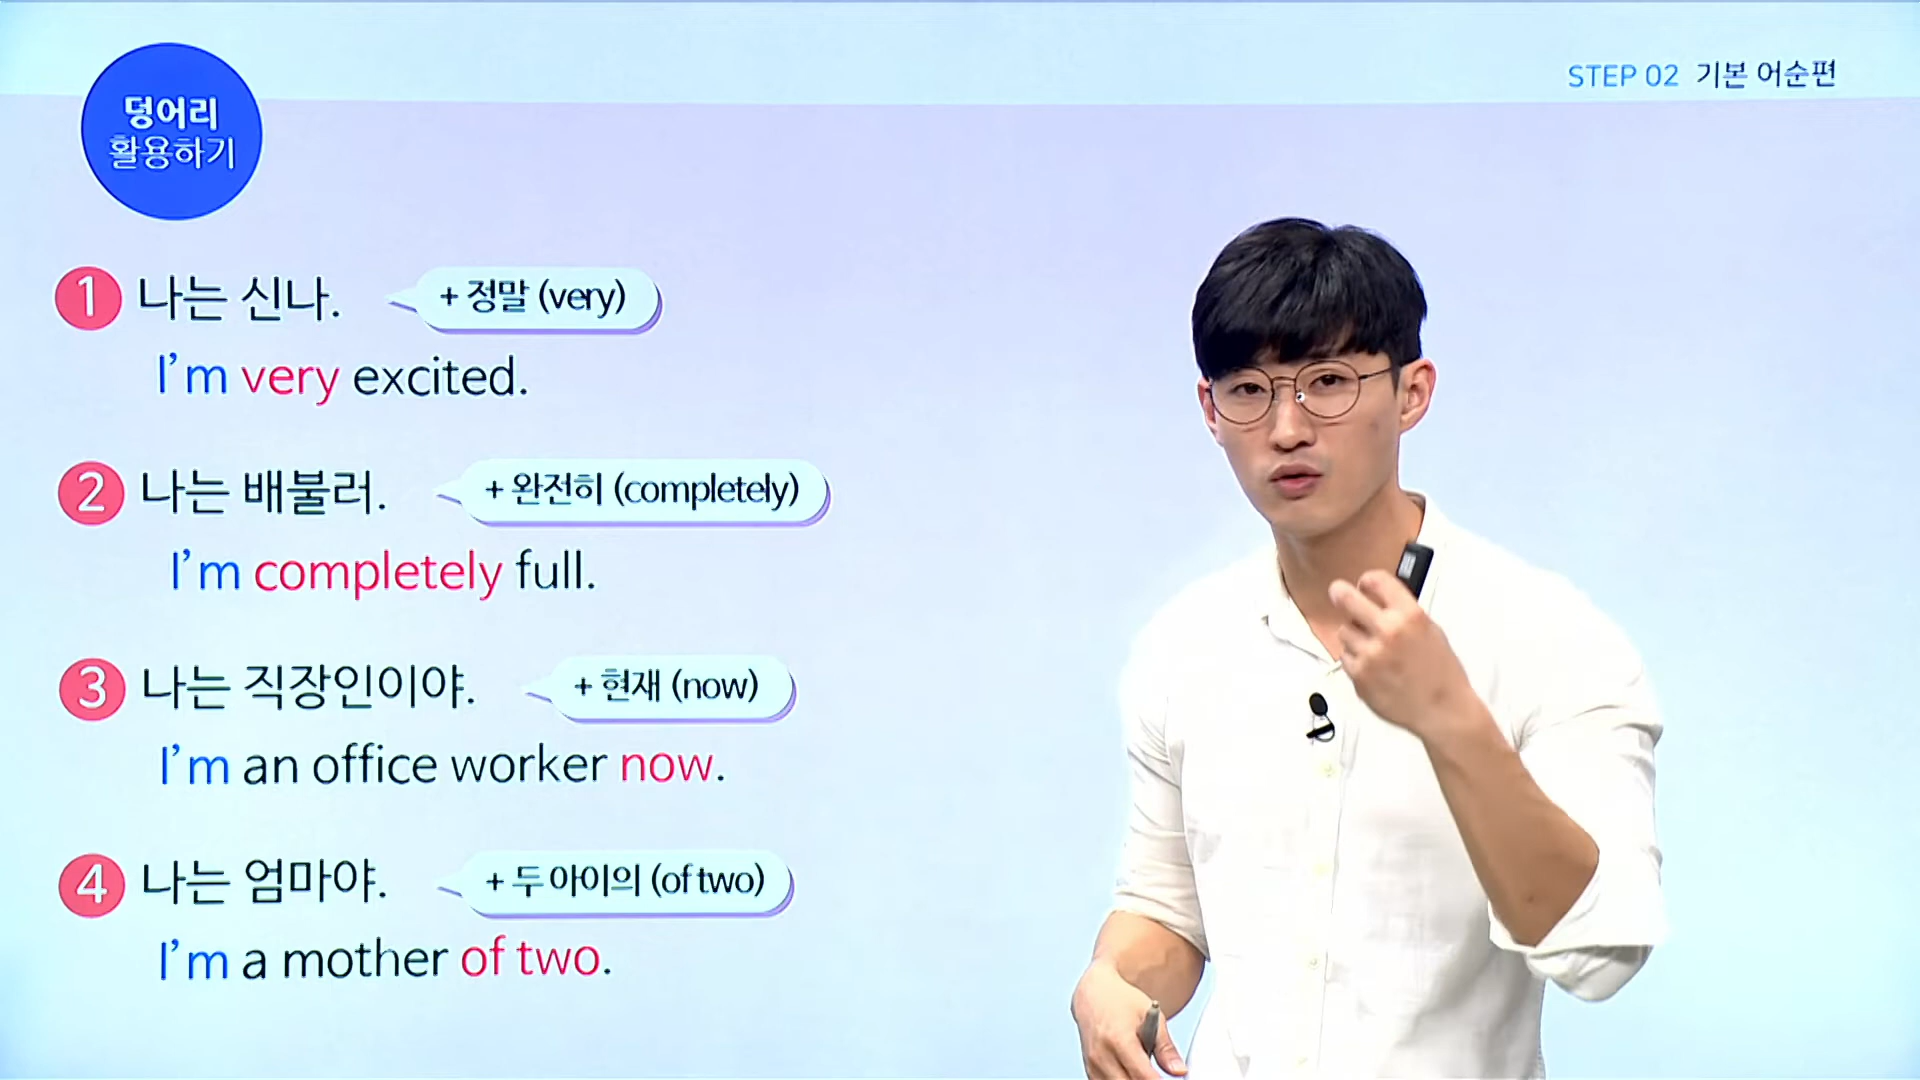 덩어리
활용하기
STEP 02 기본 어순편
1 나는 신나. + 정말 (very)
I'm very excited.
2 나는 배불러. + 완전히 (completely)
I'm completely full.
3 나는 직장인이야. + 현재 (now)
I'm an office worker now.
4 나는 엄마야. + 두 아이의 (of two)
I'm a mother of two.